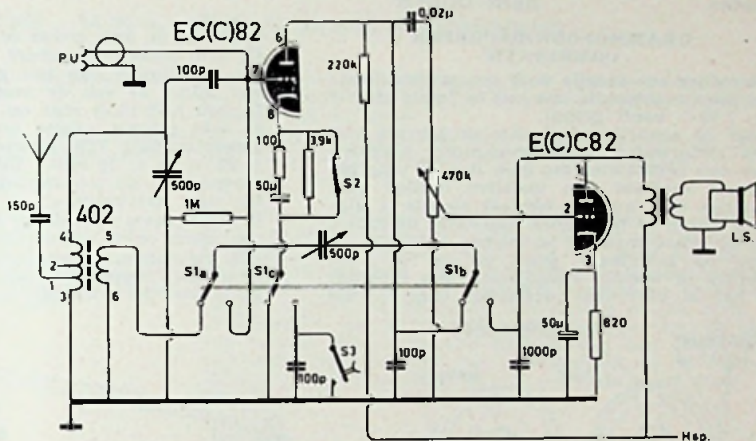 EC(C)82
P.U
100p
6
7
8
0,02µ
220k
100
3,9k
50µ
S2
470k
E(C)C82
1
2
3
L.S.
150p
402
4
2
1
3
5
6
500p
1M
500p
S1a
S1c
S1b
100p
S3
100p
1000p
50µ
820
Hsp.